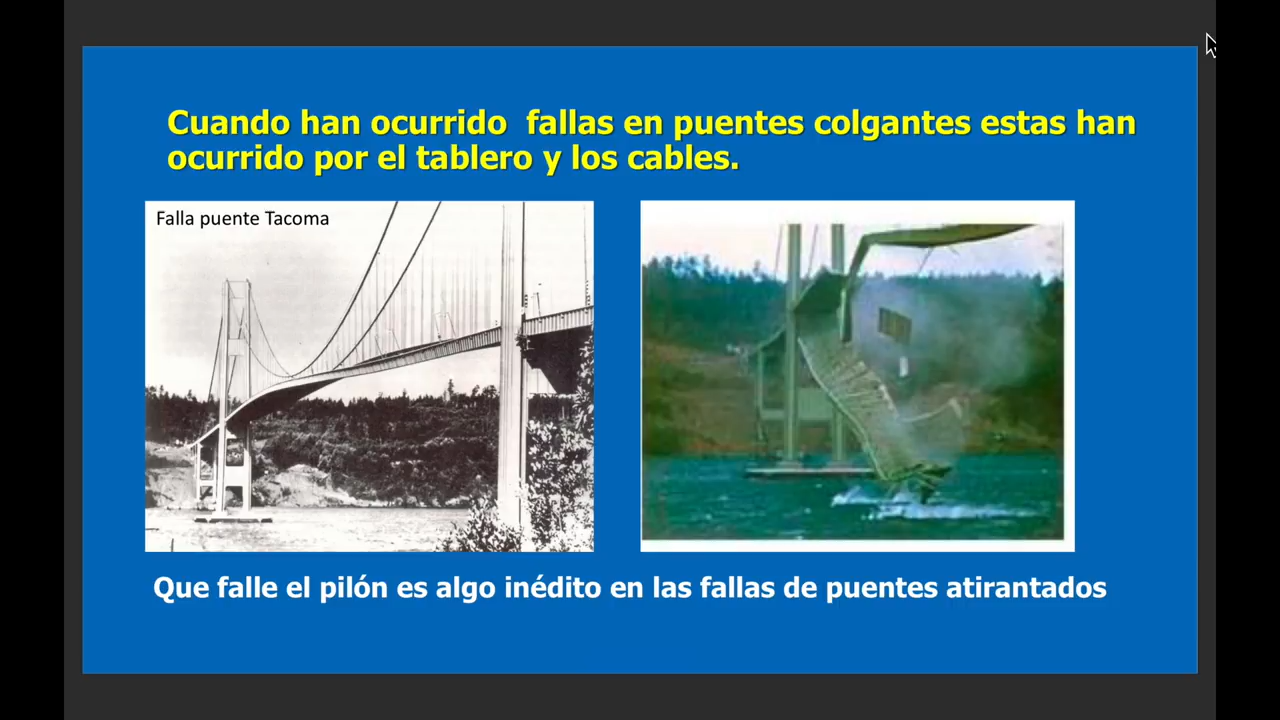 Cuando han ocurrido  fallas en puentes colgantes estas han
ocurrido por el tablero y los cables.
Falla puente Tacoma
Que falle el pilón es algo inédito en las fallas de puentes atirantados